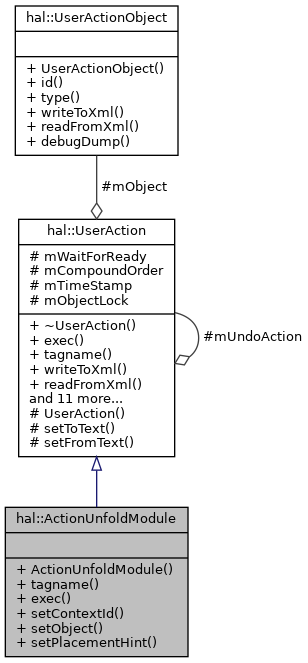 hal::UserActionObject
+ UserActionObject()
+ id()
+ type()
+ writeToXml()
+ readFromXml()
+ debugDump()
#mObject
hal::UserAction
# mWaitForReady
# mCompoundOrder
# mTimeStamp
# mObjectLock
+ ~UserAction()
+ exec()
+ tagname()
+ writeToXml()
+ readFromXml()
and 11 more...
# UserAction()
# setToText()
# setFromText()
#mUndoAction
hal::ActionUnfoldModule
+ ActionUnfoldModule()
+ tagname()
+ exec()
+ setContextId()
+ setObject()
+ setPlacementHint()